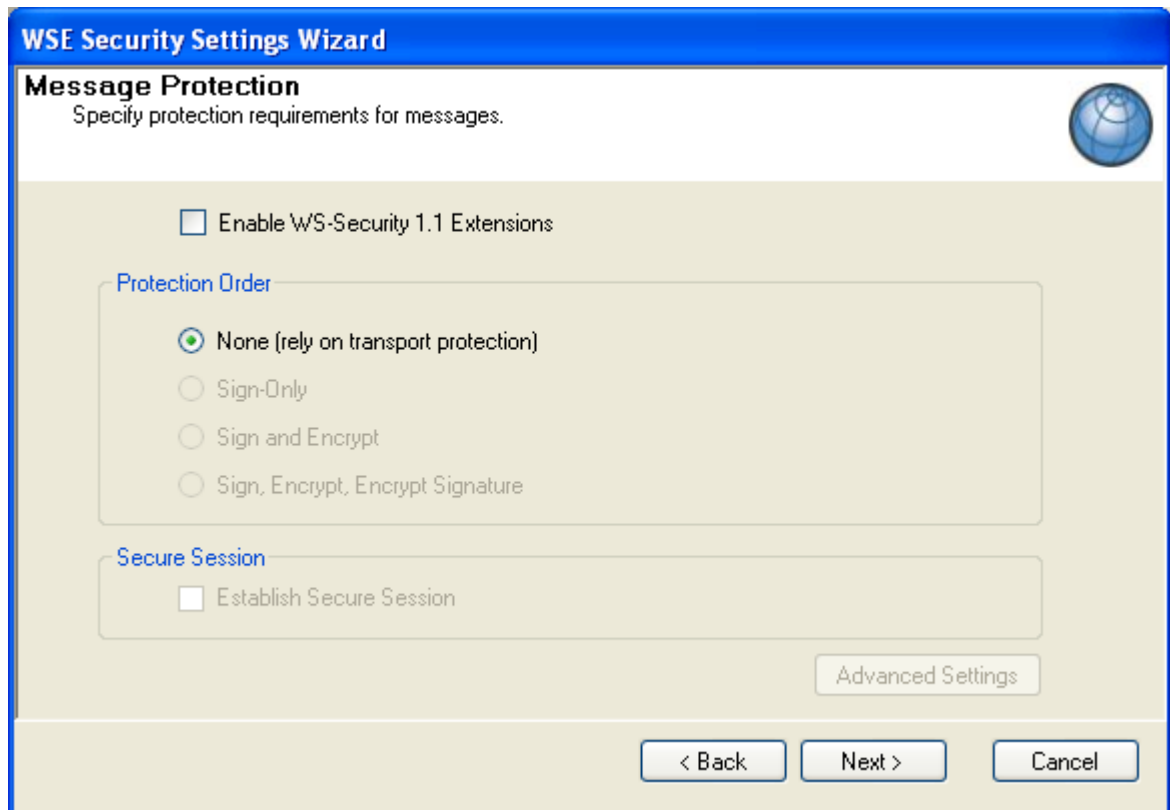 WSE Security Settings Wizard
Message Protection
Specify protection requirements for messages.
Enable WS-Security 1.1 Extensions
Protection Order
None (rely on transport protection)
Sign-Only
Sign and Encrypt
Sign, Encrypt, Encrypt Signature
Secure Session
Establish Secure Session
Advanced Settings
< Back Next > Cancel